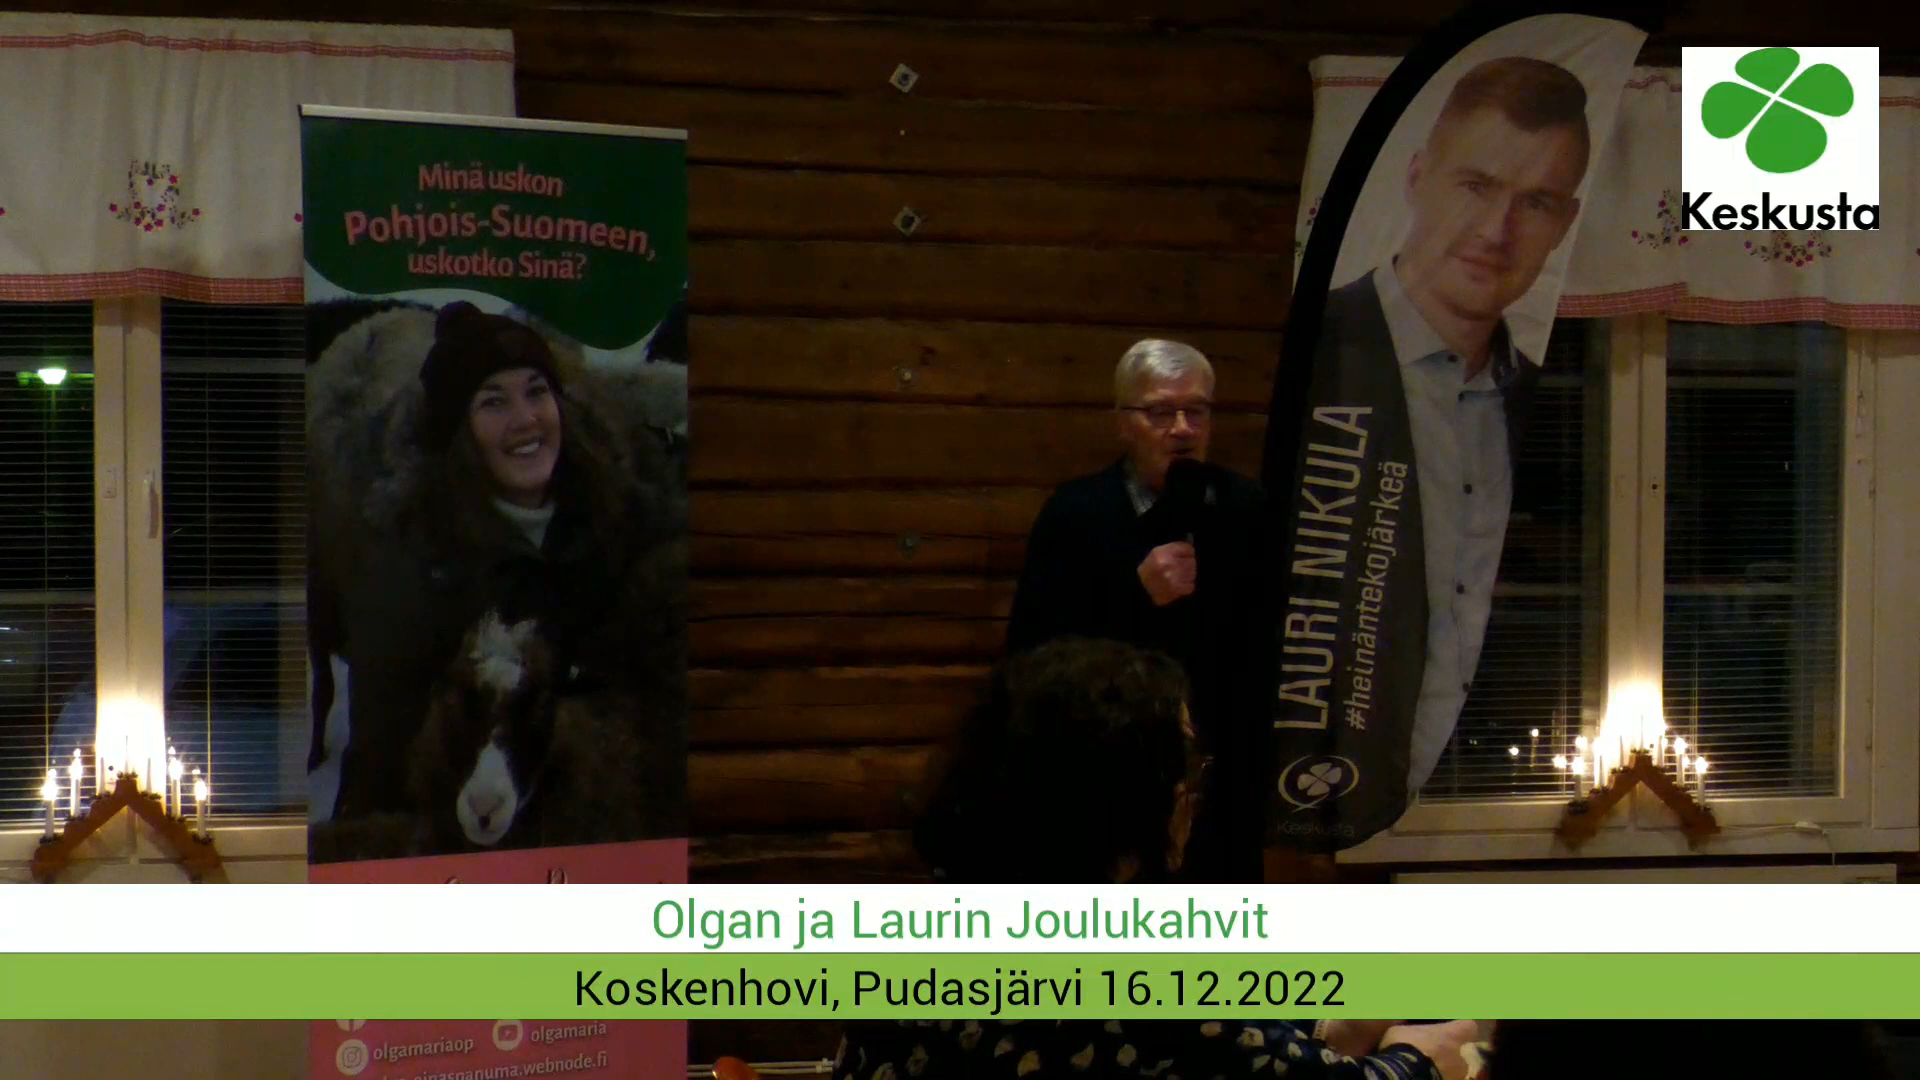 Minä uskon
Pohjois-Suomeen,
uskotko Sinä?
Keskusta
LAURI NIKULA
#heinäntekojärkeä
Keskusta
Olgan ja Laurin Joulukahvit
Koskenhovi, Pudasjärvi 16.12.2022
olgamaria
olgamariaop